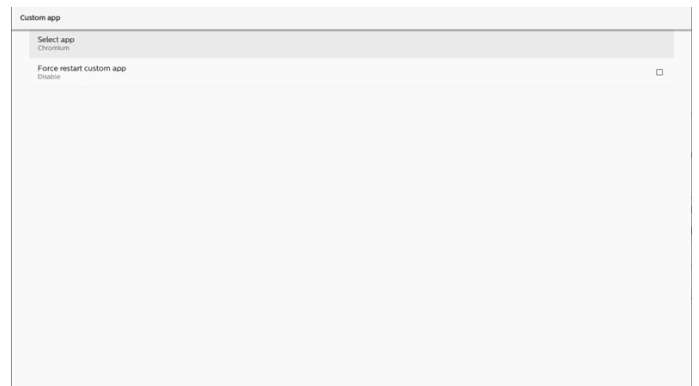 Custom app
Select app
Chromium
Force restart custom app
Disable